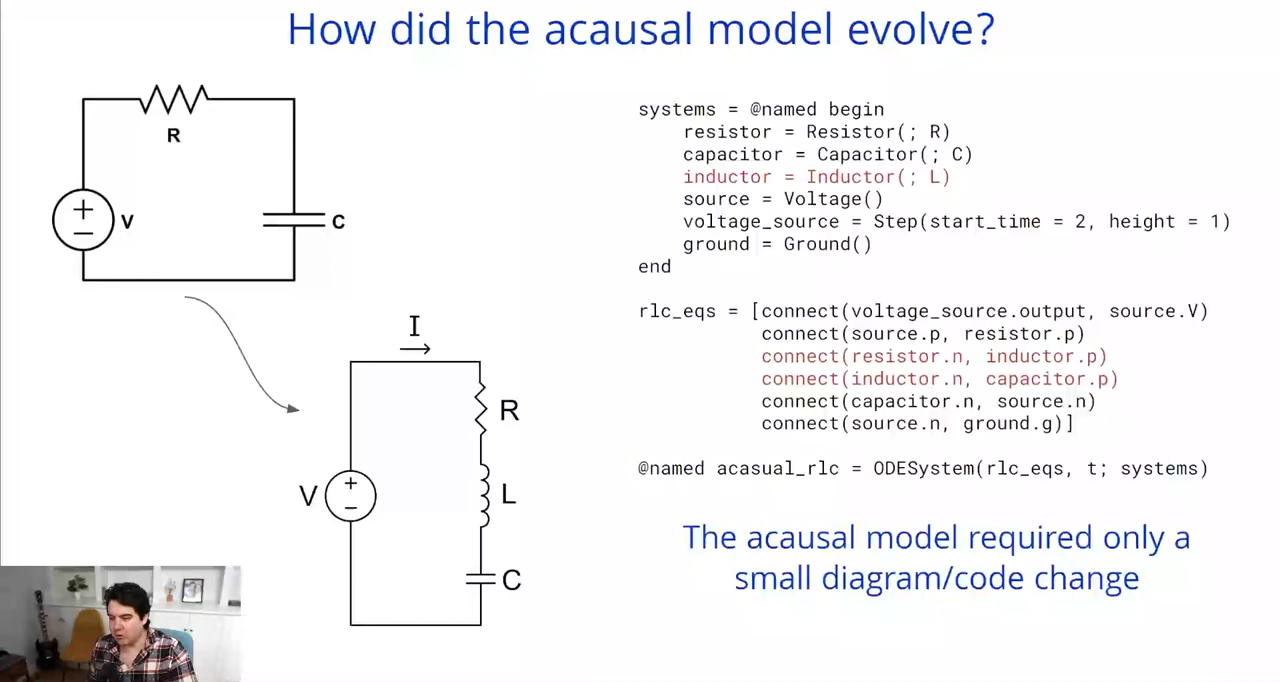 How did the acausal model evolve?
R
V
C
I
R
V
L
C
systems = @named begin
resistor = Resistor(; R)
capacitor = Capacitor(; C)
inductor = Inductor(; L)
source = Voltage()
voltage_source = Step(start_time = 2, height = 1)
ground = Ground()
end
rlc_eqs = [connect(voltage_source.output, source.V)
connect(source.p, resistor.p)
connect(resistor.n, inductor.p)
connect(inductor.n, capacitor.p)
connect(capacitor.n, source.n)
connect(source.n, ground.g)]
@named acasual_rlc = ODESystem(rlc_eqs, t; systems)
The acausal model required only a
small diagram/code change